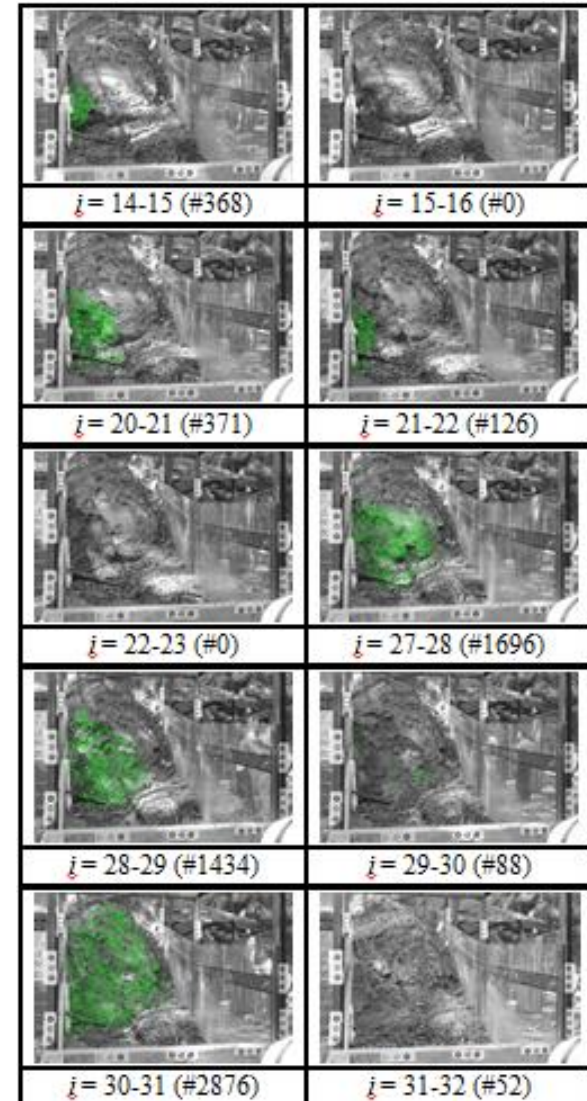 i = 14-15 (#368)
i = 15-16 (#0)
i = 20-21 (#371)
i = 21-22 (#126)
i = 22-23 (#0)
i = 27-28 (#1696)
i = 28-29 (#1434)
i = 29-30 (#88)
i = 30-31 (#2876)
i = 31-32 (#52)